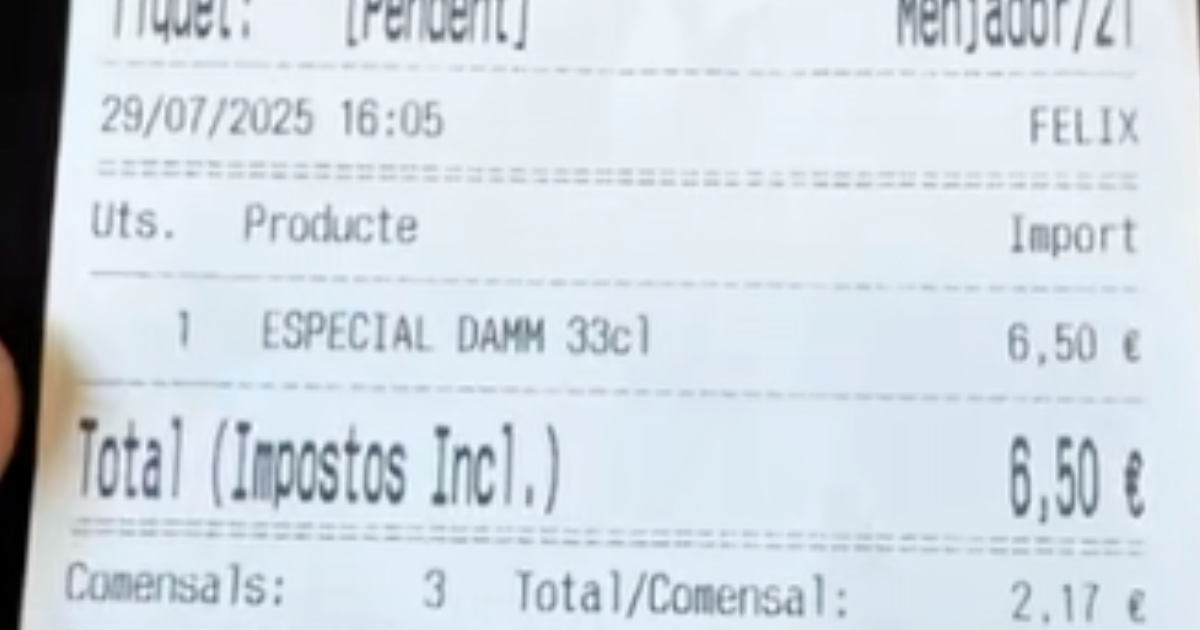 Tiquet: [Pendent] Menjador/21
29/07/2025 16:05 FELIX
Uts. Producte Import
1 ESPECIAL DAMM 33cl 6,50 €
Total (Impostos Incl.) 6,50 €
Comensals: 3 Total/Comensal: 2,17 €